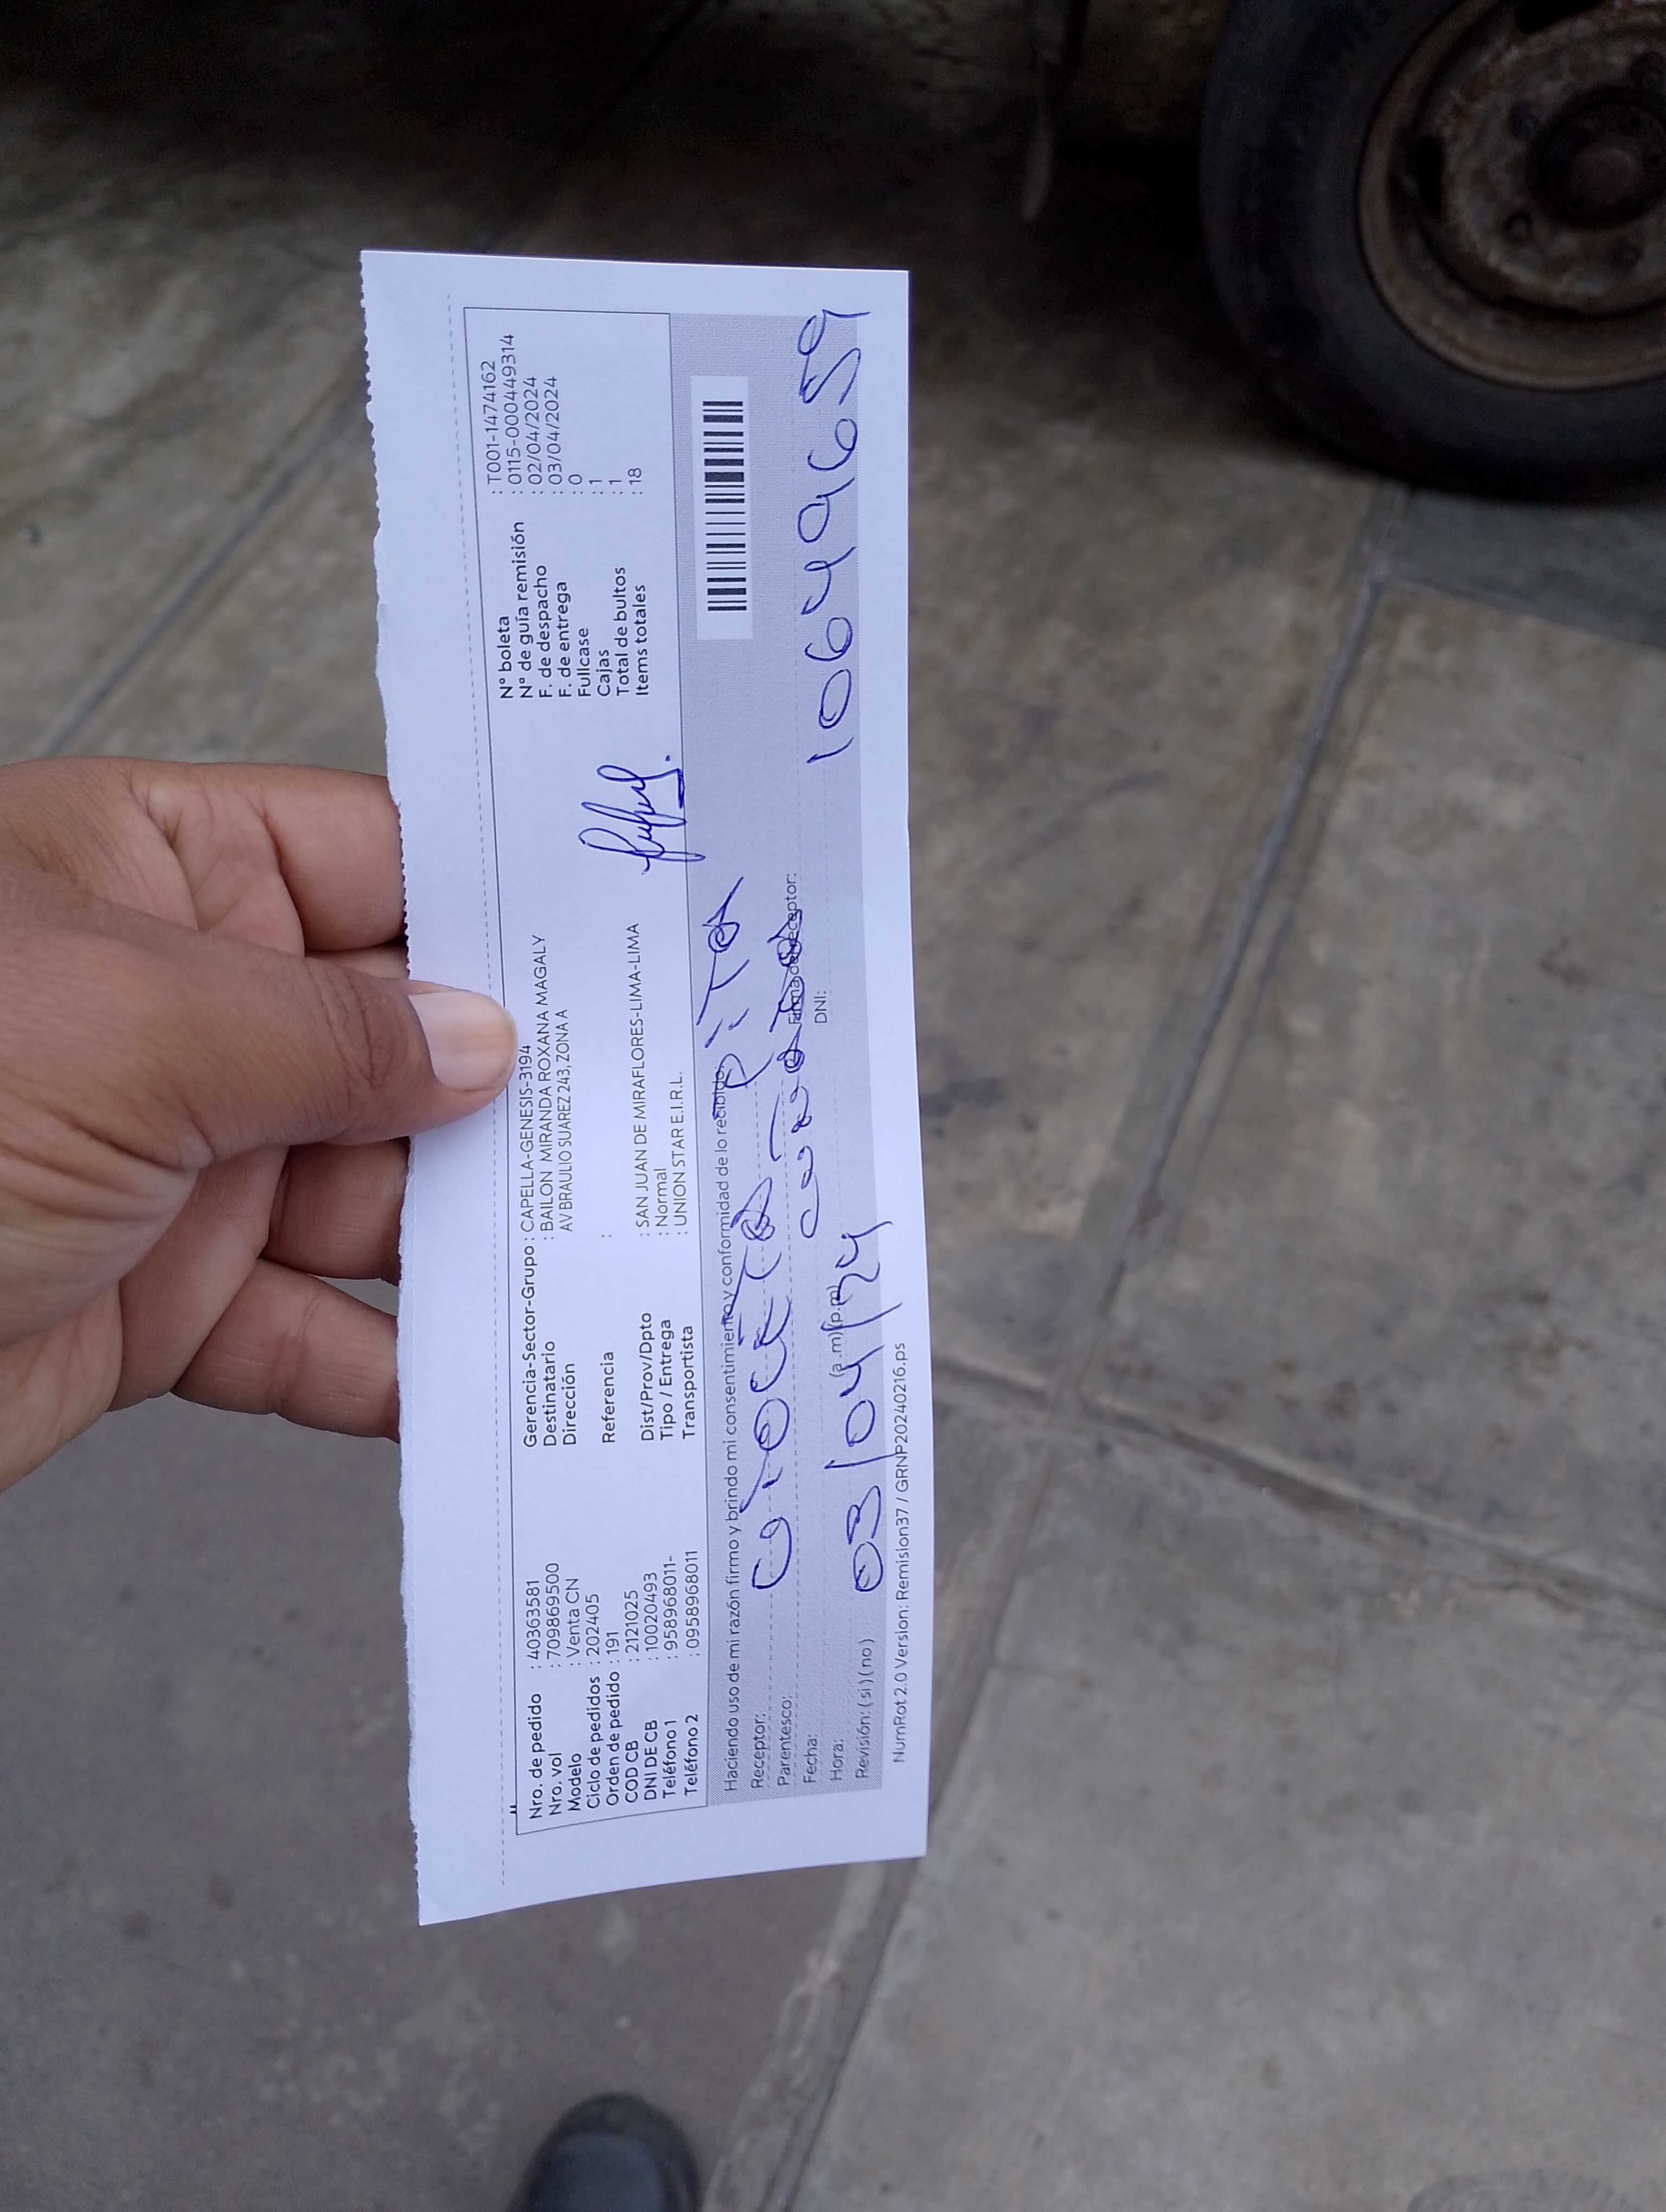 Nro. de pedido : 40363581 Gerencia-Sector-Grupo : CAPELLA-GENESIS-3194 N° boleta : T001-1474162
Nro. vol : 709869500 Destinatario : BAILON MIRANDA ROXANA MAGALY N° de guía remisión : 0115-0004449314
Modelo : Venta CN Dirección AV BRAULIO SUAREZ 243, ZONA A F. de despacho : 02/04/2024
Ciclo de pedidos : 202405 F. de entrega : 03/04/2024
Orden de pedido : 191 Referencia : Fullcase : 0
COD CB : 2121025 Cajas : 1
DNI DE CB : 10020493 Dist/Prov/Dpto : SAN JUAN DE MIRAFLORES-LIMA-LIMA Total de bultos : 1
Teléfono 1 : 958968011- Tipo / Entrega : Normal Items totales : 18
Teléfono 2 : 0958968011 Transportista : UNION STAR E.I.R.L.
Haciendo uso de mi razón firmo y brindo mi consentimiento y conformidad de lo recibido.
Receptor: Pita
Parentesco:
Fecha: 03/04/24 Firma del receptor:
Hora: (a.m)(p.m) DNI: 10649659
Revisión: (si) (no)
NumRot 2.0 Version: Remision37 / GRNP20240216.ps